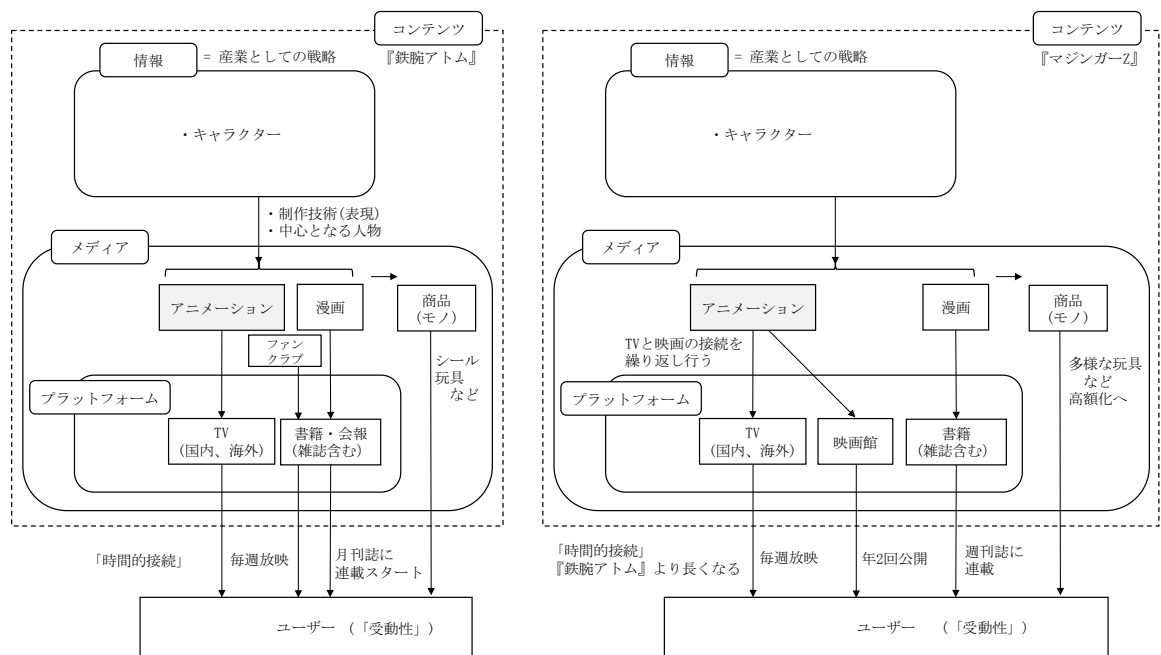 コンテンツ
『鉄腕アトム』
情報
= 産業としての戦略
・キャラクター
・制作技術(表現)
・中心となる人物
メディア
アニメーション
漫画
商品
(モノ)
ファン
クラブ
シール
玩具
など
プラットフォーム
TV
(国内、海外)
書籍・会報
(雑誌含む)
「時間的接続」
毎週放映
月刊誌に
連載スタート
ユーザー (「受動性」)
コンテンツ
『マジンガーZ』
情報
= 産業としての戦略
・キャラクター
メディア
アニメーション
漫画
商品
(モノ)
TVと映画の接続を
繰り返し行う
多様な玩具
など
高額化へ
プラットフォーム
TV
(国内、海外)
映画館
書籍
(雑誌含む)
「時間的接続」
『鉄腕アトム』より長くなる
毎週放映
年2回公開
週刊誌に
連載
ユーザー (「受動性」)